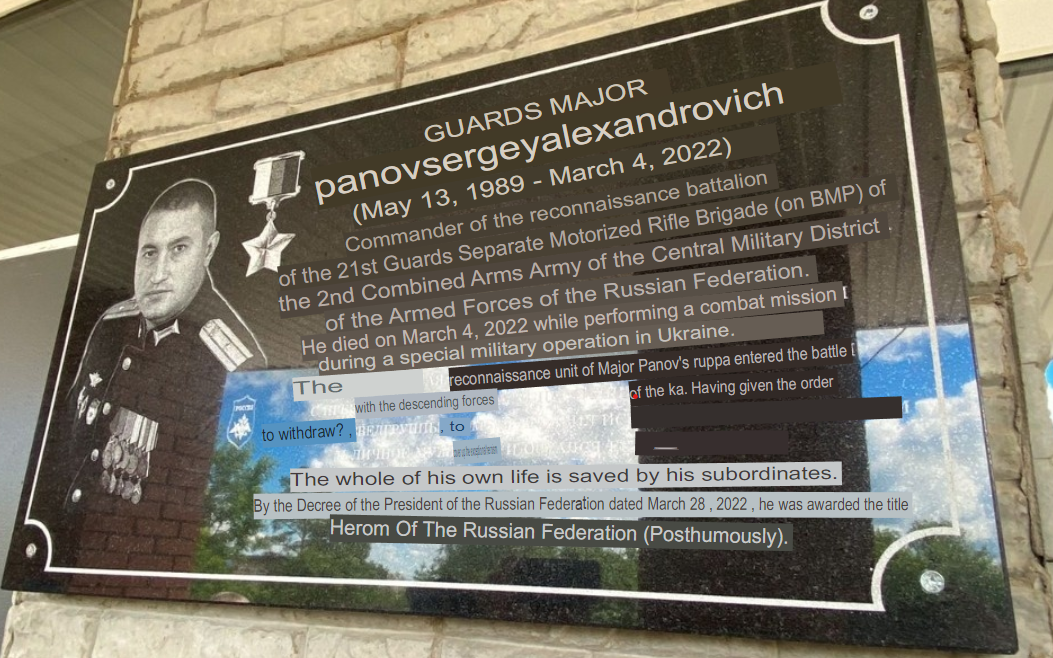 GUARDS MAJOR
panovsergeyalexandrovich
(May 13, 1989 - March 4, 2022)
Commander of the reconnaissance battalion
of the 21st Guards Separate Motorized Rifle Brigade (on BMP) of
the 2nd Combined Arms Army of the Central Military District .
of the Armed Forces of the Russian Federation.
He died on March 4, 2022 while performing a combat mission
during a special military operation in Ukraine.
The reconnaissance unit of Major Panov's ruppa entered the battle
with the descending forces of the ka. Having given the order
to withdraw? , , to
The whole of his own life is saved by his subordinates.
By the Decree of the President of the Russian Federation dated March 28 , 2022 , he was awarded the title
Herom Of The Russian Federation (Posthumously).
РОССИЯ